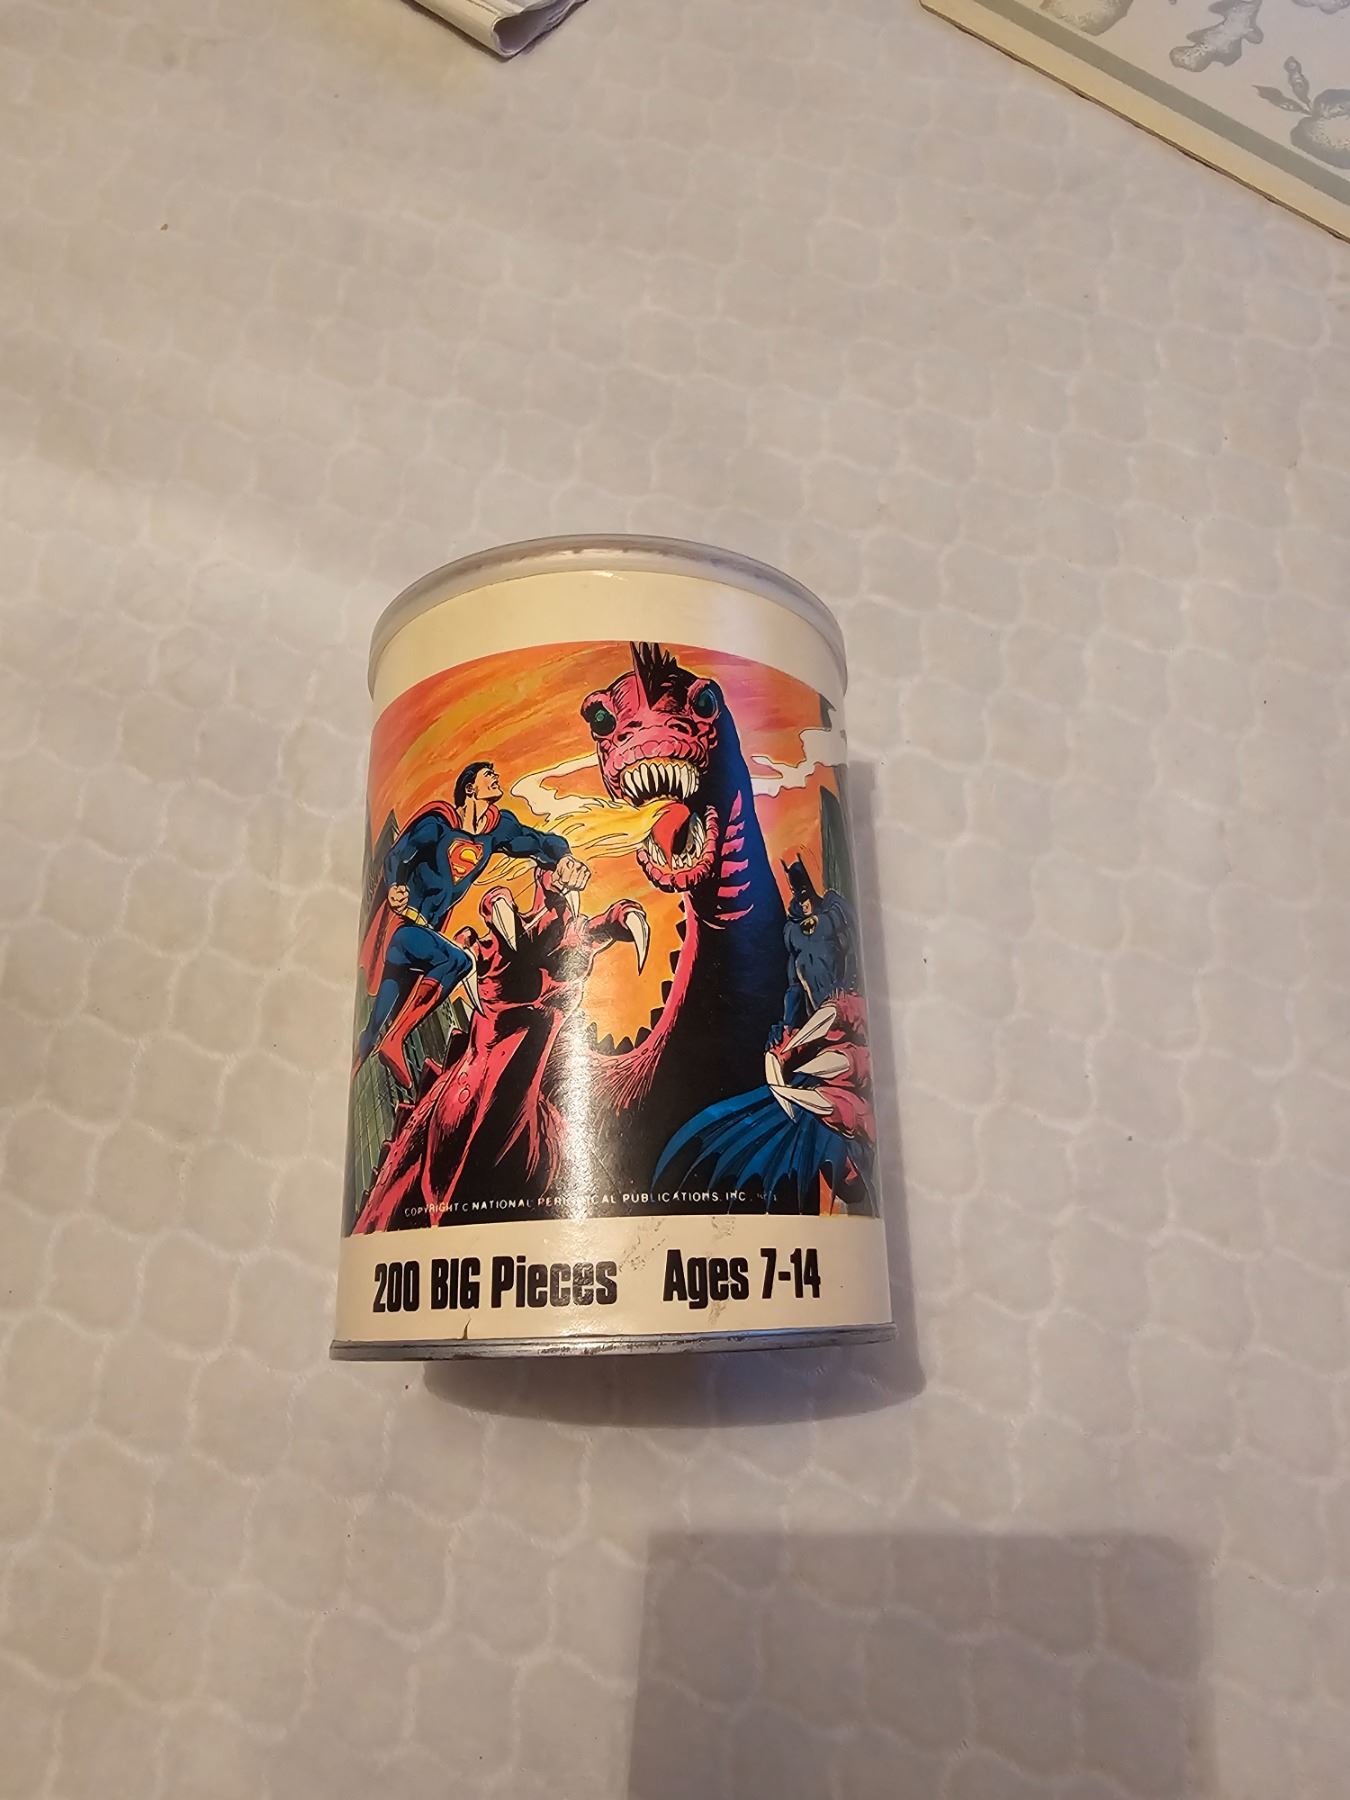 S
COPYRIGHT C NATIONAL PERIODICAL PUBLICATIONS. INC.
200 BIG Pieces Ages 7-14